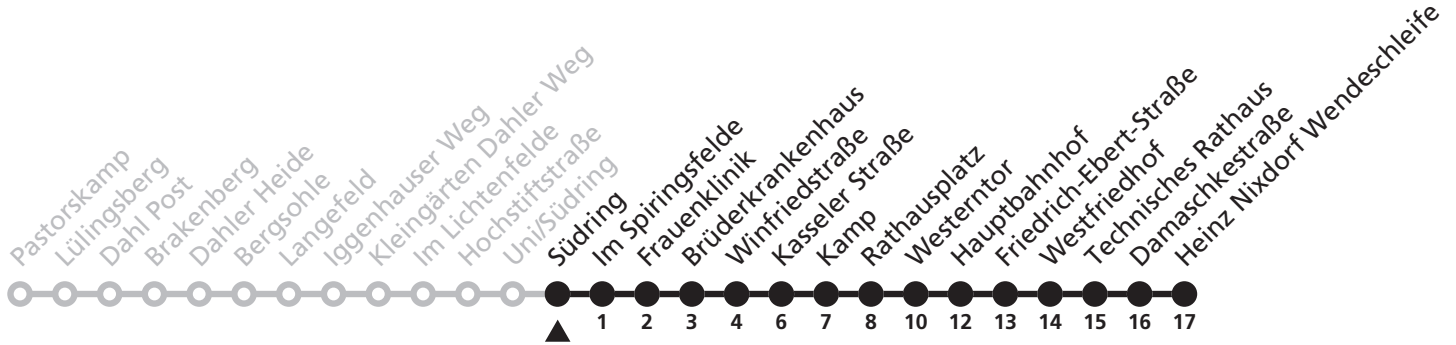 Pastorskamp
Lülingsberg
Dahl Post
Brakenberg
Dahler Heide
Bergsohle
Langefeld
Iggenhauser Weg
Kleingärten Dahler Weg
Im Lichtenfelde
Hochstiftstraße
Uni/Südring
Südring
Im Spiringsfelde
Frauenklinik
Brüderkrankenhaus
Winfriedstraße
Kasseler Straße
Kamp
Rathausplatz
Westerntor
Hauptbahnhof
Friedrich-Ebert-Straße
Westfriedhof
Technisches Rathaus
Damaschkestraße
Heinz Nixdorf Wendeschleife
1 2 3 4 6 7 8 10 12 13 14 15 16 17